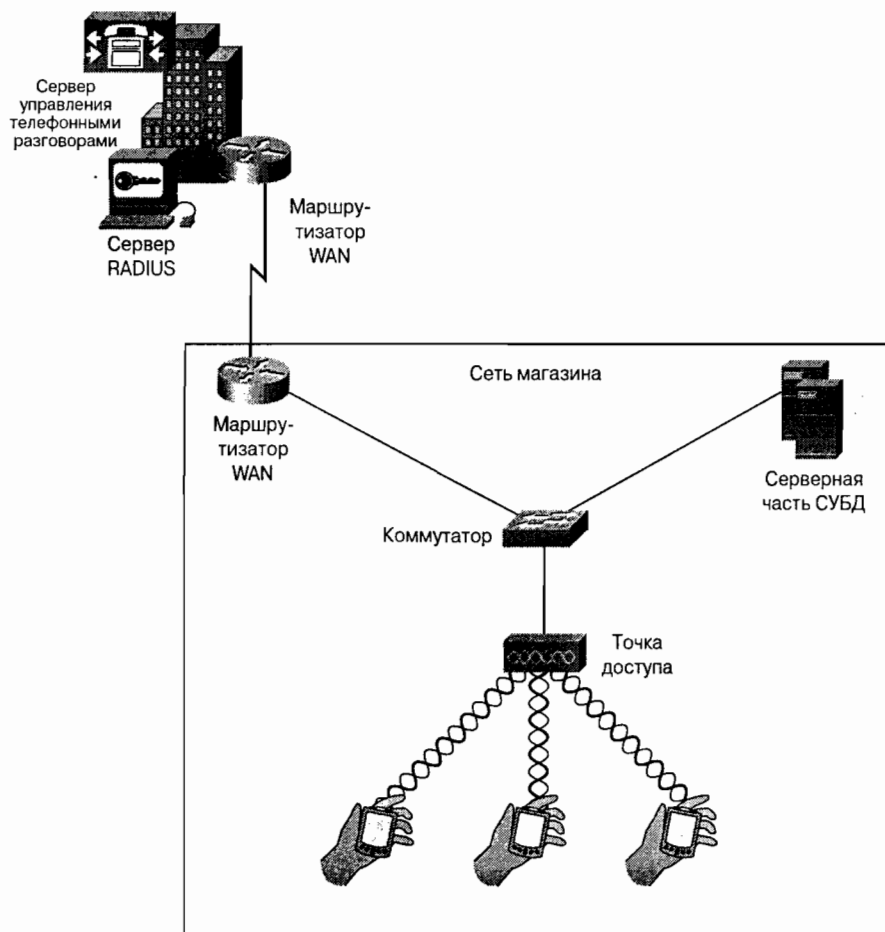 Сервер
управления
телефонными
разговорами
Маршру-
тизатор
WAN
Сервер
RADIUS
Сеть магазина
Маршру-
тизатор
WAN
Серверная
часть СУБД
Коммутатор
Точка
доступа